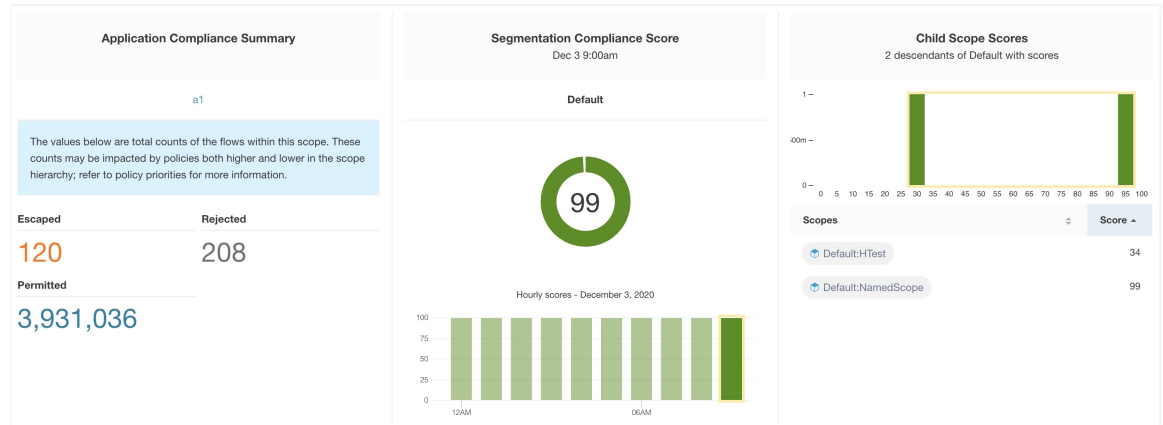 Application Compliance Summary
a1
The values below are total counts of the flows within this scope. These
counts may be impacted by policies both higher and lower in the scope
hierarchy; refer to policy priorities for more information.
Escaped
Rejected
120
208
Permitted
3,931,036
Segmentation Compliance Score
Dec 3 9:00am
Default
99
Hourly scores - December 3, 2020
100
75
50
25
0
12AM 06AM
Child Scope Scores
2 descendants of Default with scores
1
500m
0
0 5 10 15 20 25 30 35 40 45 50 55 60 65 70 75 80 85 90 95 100
Scopes Score
Default:HTest 34
Default:NamedScope 99